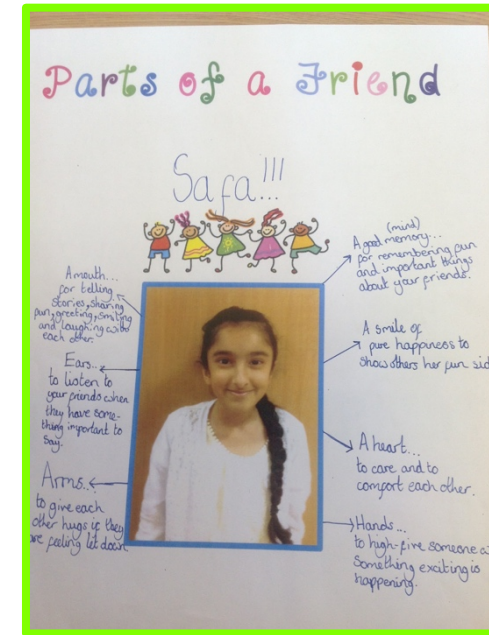 Parts of a Friend
Safa!!!
(mind)
A good memory...
for remembering fun
and important things
about your friends.
A mouth...
for telling
stories, sharing
fun, greeting, smiling
and laughing with
each other.
A smile of
pure happiness to
show others her fun sid
Ears...
to listen to
your friends when
they have some-
thing important to
say.
A heart...
to care and to
comfort each other.
Arms...
to give each
other hugs if they
are feeling let down
Hands...
to high-five someone
Something exciting is
happening.